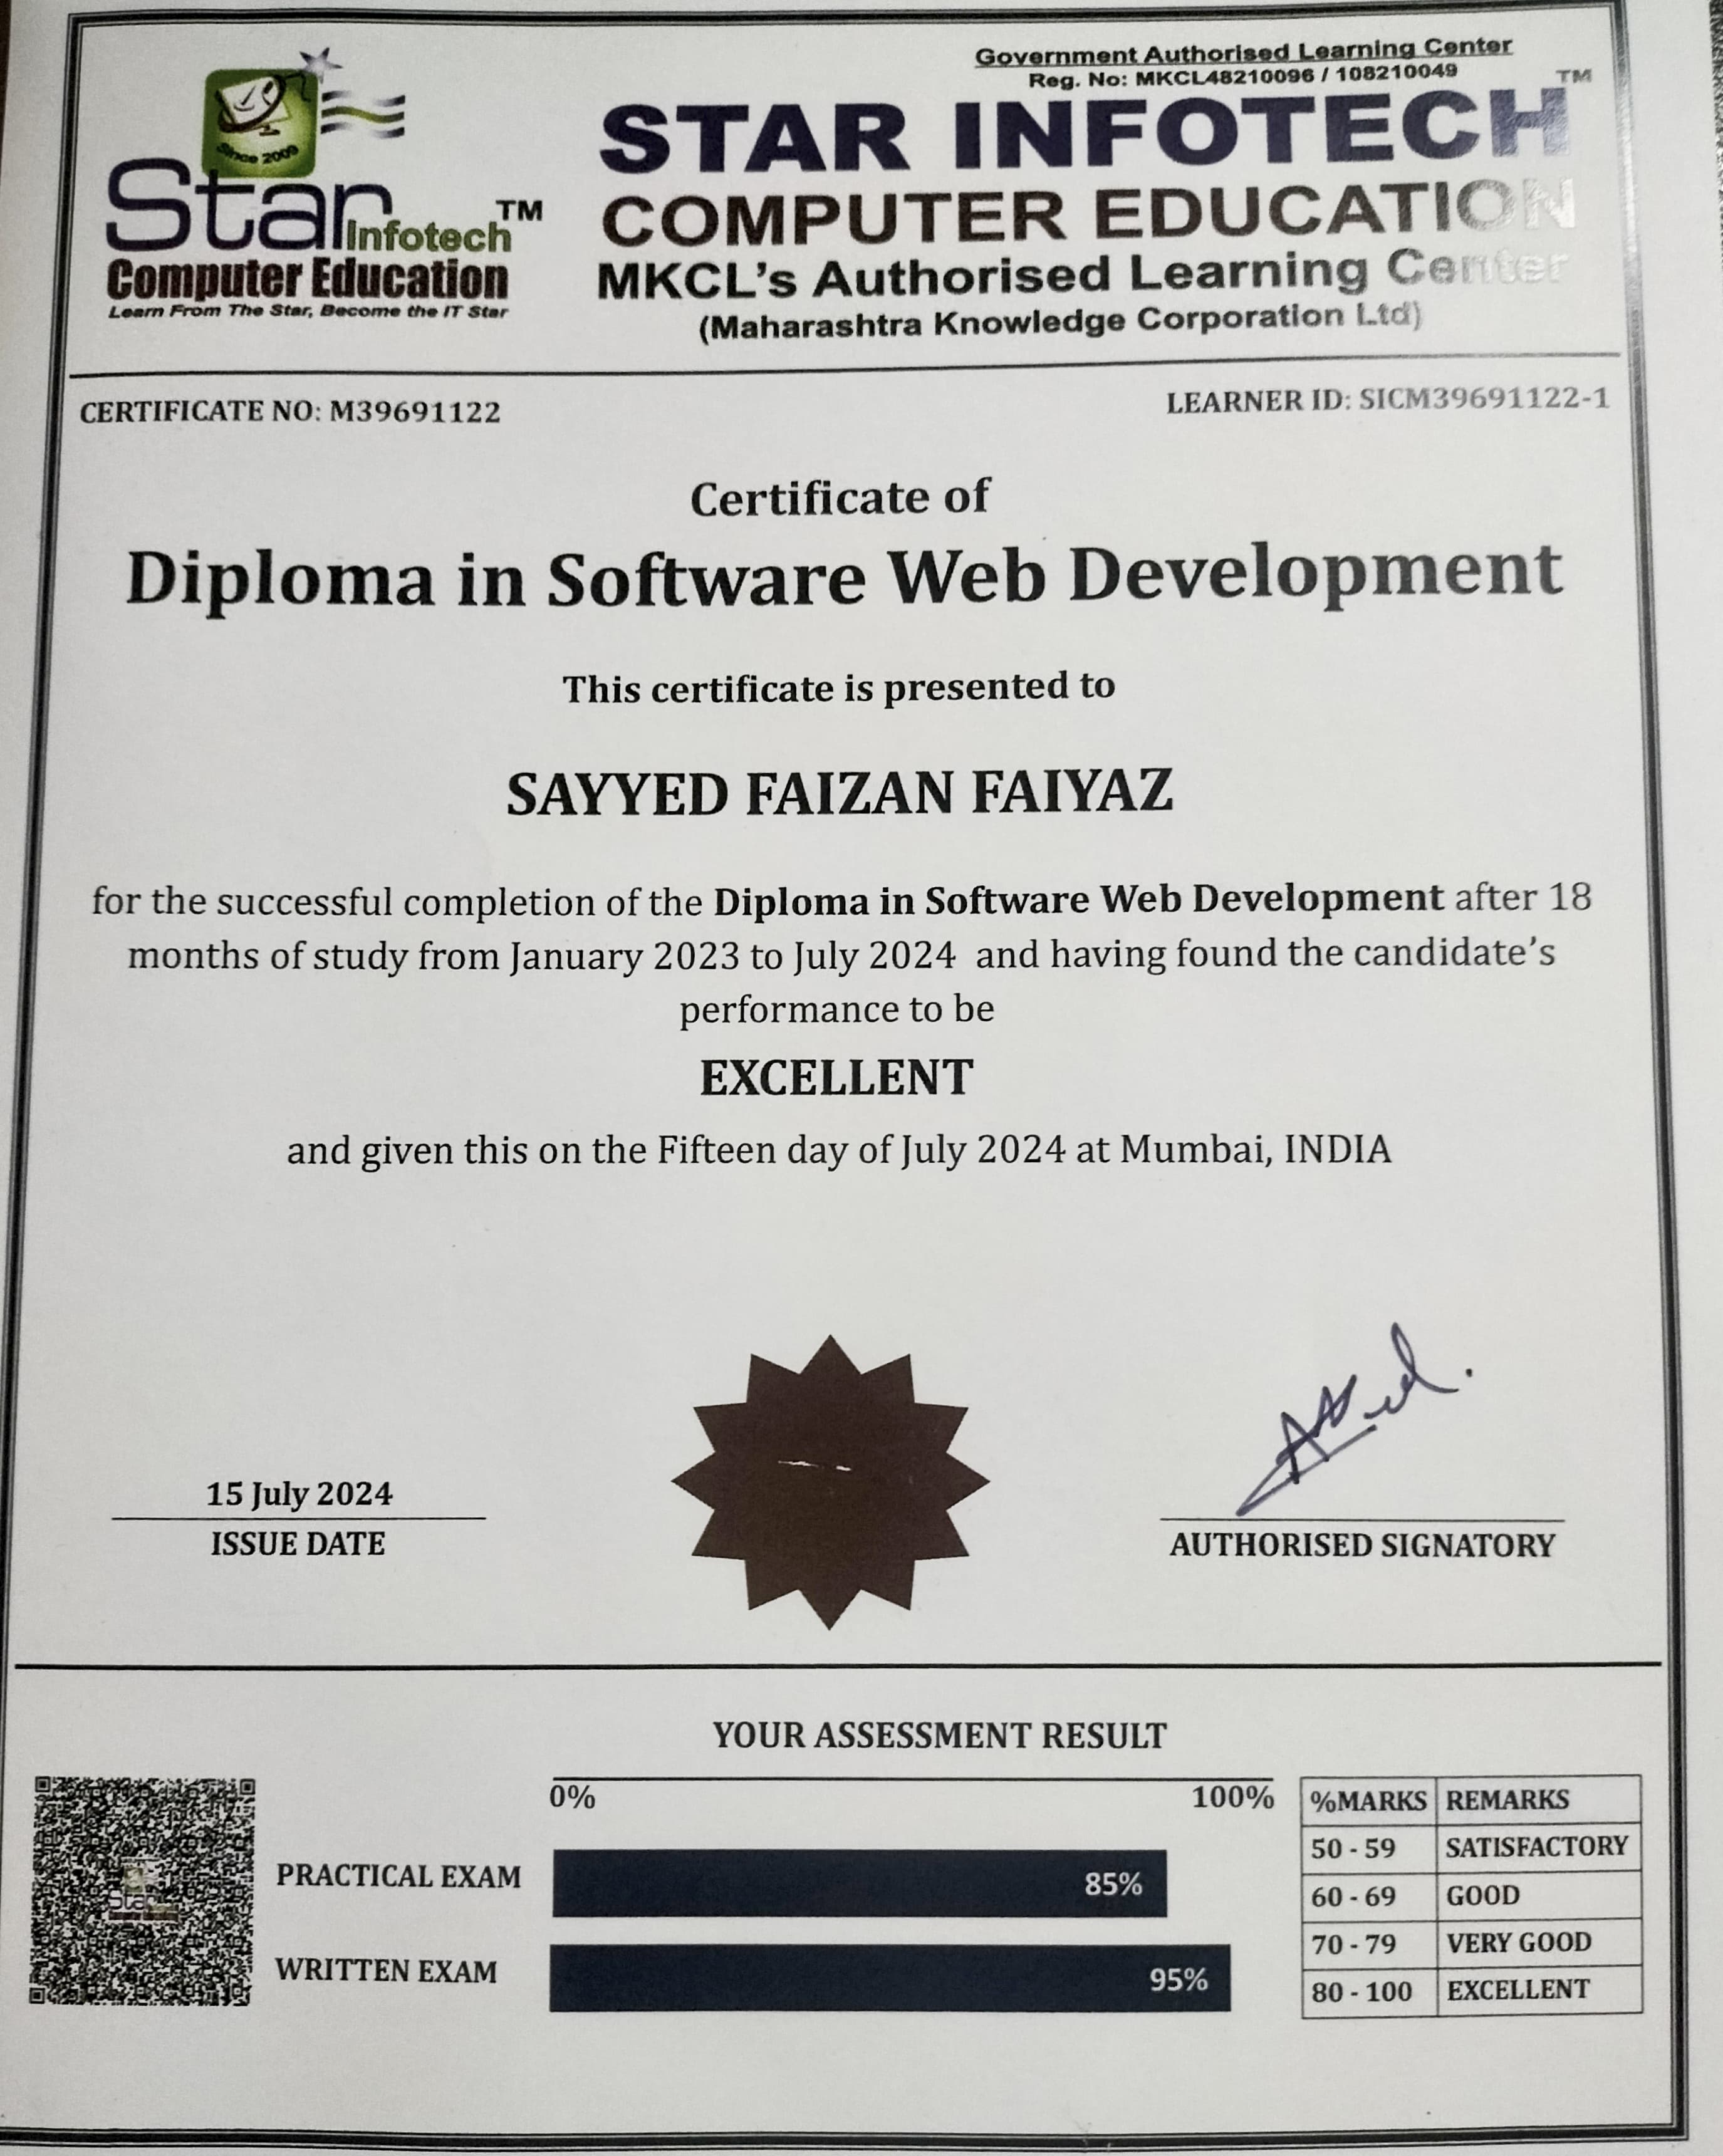 Since 2009
Star Infotech TM
Computer Education
Learn From The Star, Become the IT Star
Government Authorised Learning Center
Reg. No: MKCL48210096 / 108210049
STAR INFOTECH TM
COMPUTER EDUCATION
MKCL's Authorised Learning Center
(Maharashtra Knowledge Corporation Ltd)
CERTIFICATE NO: M39691122
LEARNER ID: SICM39691122-1
Certificate of
Diploma in Software Web Development
This certificate is presented to
SAYYED FAIZAN FAIYAZ
for the successful completion of the Diploma in Software Web Development after 18
months of study from January 2023 to July 2024 and having found the candidate's
performance to be
EXCELLENT
and given this on the Fifteen day of July 2024 at Mumbai, INDIA
15 July 2024
ISSUE DATE
AUTHORISED SIGNATORY
YOUR ASSESSMENT RESULT
0% 100%
PRACTICAL EXAM 85%
WRITTEN EXAM 95%
%MARKS REMARKS
50 - 59 SATISFACTORY
60 - 69 GOOD
70 - 79 VERY GOOD
80 - 100 EXCELLENT
Star